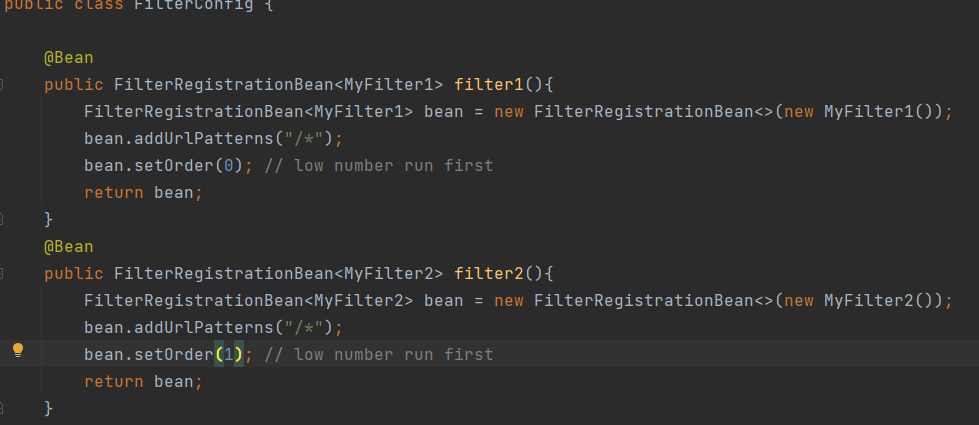 public class FilterConfig {
@Bean
public FilterRegistrationBean<MyFilter1> filter1(){
FilterRegistrationBean<MyFilter1> bean = new FilterRegistrationBean<>(new MyFilter1());
bean.addUrlPatterns("/*");
bean.setOrder(0); // low number run first
return bean;
}
@Bean
public FilterRegistrationBean<MyFilter2> filter2(){
FilterRegistrationBean<MyFilter2> bean = new FilterRegistrationBean<>(new MyFilter2());
bean.addUrlPatterns("/*");
bean.setOrder(1); // low number run first
return bean;
}